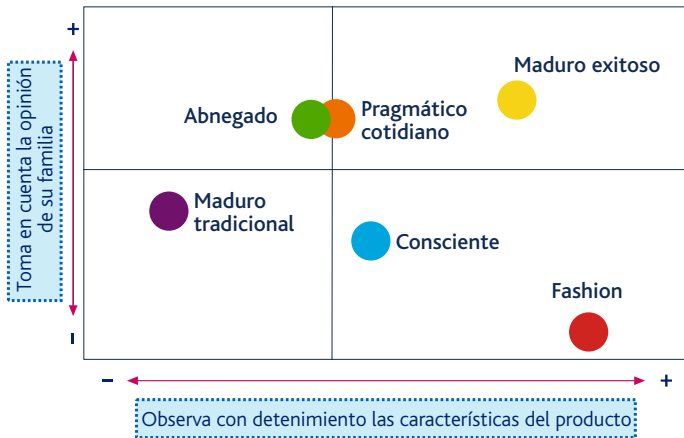 +
Toma en cuenta la opinión
de su familia
–
Maduro exitoso
Abnegado
Pragmático
cotidiano
Maduro
tradicional
Consciente
Fashion
–
+
Observa con detenimiento las características del producto